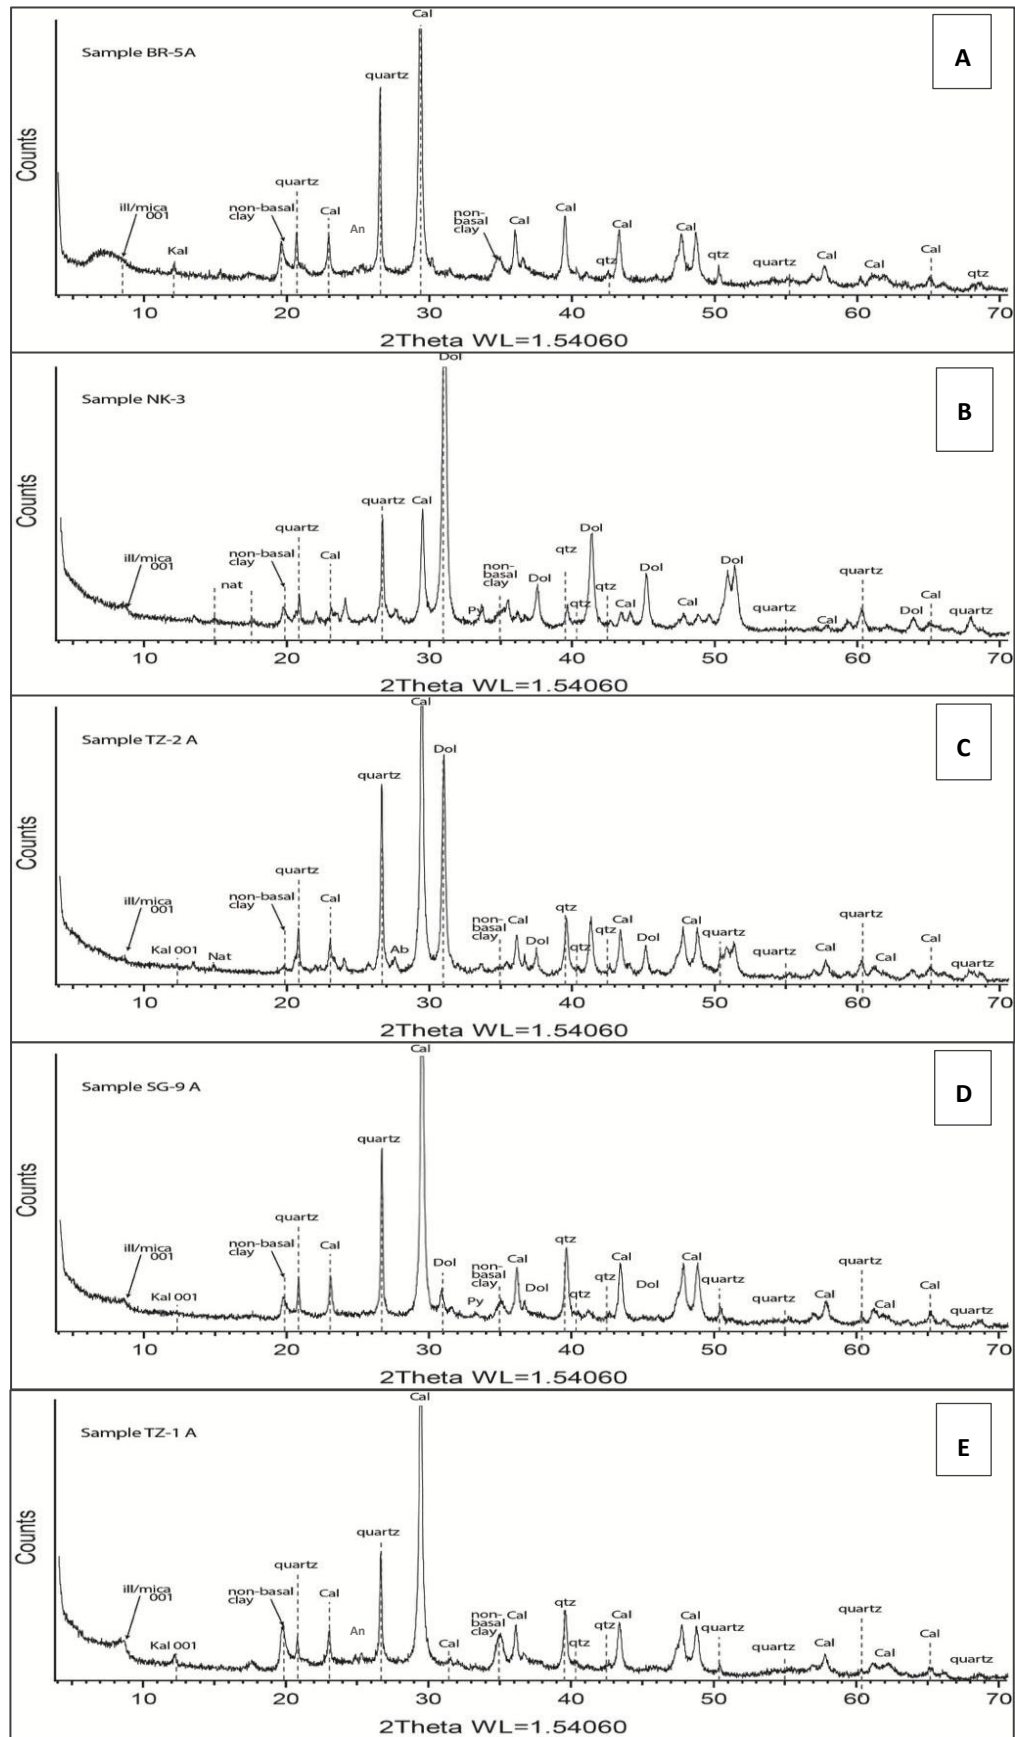 Cal
Sample BR-5A
A
quartz
Counts
quartz
ill/mica
001
non-basal
clay
Cal
An
Kal
non-
basal
clay
Cal
Cal
Cal
Cal
qtz
qtz
quartz
Cal
Cal
Cal
qtz
10 20 30 40 50 60 70
2Theta WL=1.54060
Dol
Sample NK-3
B
Counts
quartz Cal
quartz
ill/mica
001
nat
non-basal
clay
Cal
Py
non-
basal
clay
Dol
qtz
qtz
Dol
qtz
Cal
Dol
Cal
Dol
quartz
Cal
quartz
Dol
Cal
quartz
10 20 30 40 50 60 70
2Theta WL=1.54060
Cal
Sample TZ-2 A
C
Dol
quartz
Counts
quartz
ill/mica
001
Kal 001
Nat
non-basal
clay
Cal
Ab
non-
basal
clay
Cal
Dol
qtz
qtz
qtz
Cal
Dol
Cal
quartz
quartz
Cal
quartz
Cal
Cal
quartz
10 20 30 40 50 60 70
2Theta WL=1.54060
Cal
Sample SG-9 A
D
quartz
Counts
quartz
ill/mica
001
Kal 001
non-basal
clay
Cal
Dol
Py
non-
basal
clay
Cal
Dol
qtz
qtz
qtz
Cal
Dol
Cal
quartz
quartz
Cal
quartz
Cal
Cal
quartz
10 20 30 40 50 60 70
2Theta WL=1.54060
Cal
Sample TZ-1 A
E
quartz
Counts
quartz
ill/mica
001
Kal 001
non-basal
clay
Cal
An
Cal
non-
basal
clay
Cal
qtz
qtz
qtz
Cal
Cal
quartz
quartz
Cal
quartz
Cal
Cal
quartz
10 20 30 40 50 60 70
2Theta WL=1.54060